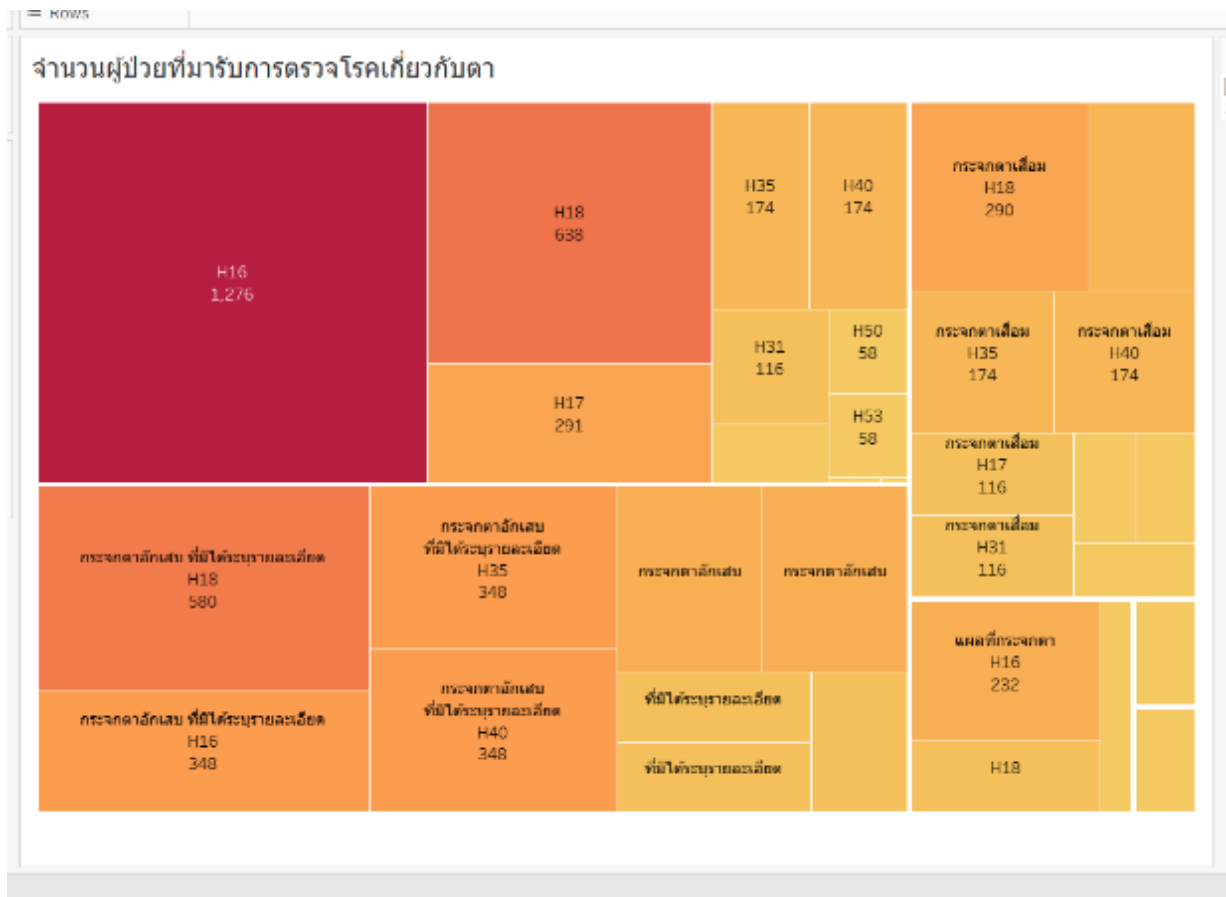 Rows
จำนวนผู้ป่วยที่มารับการตรวจโรคเกี่ยวกับตา
H16
1,276
H18
638
H17
291
H35
174
H40
174
H31
116
H50
58
H53
58
กระจกตาเสื่อม
H18
290
กระจกตาเสื่อม
H35
174
กระจกตาเสื่อม
H40
174
กระจกตาเสื่อม
H17
116
กระจกตาเสื่อม
H31
116
กระจกตาอักเสบ ที่มิได้ระบุรายละเอียด
H18
580
กระจกตาอักเสบ ที่มิได้ระบุรายละเอียด
H16
348
กระจกตาอักเสบ
ที่มิได้ระบุรายละเอียด
H35
348
กระจกตาอักเสบ
ที่มิได้ระบุรายละเอียด
H40
348
กระจกตาอักเสบ
กระจกตาอักเสบ
ที่มิได้ระบุรายละเอียด
ที่มิได้ระบุรายละเอียด
แผลที่กระจกตา
H16
232
H18